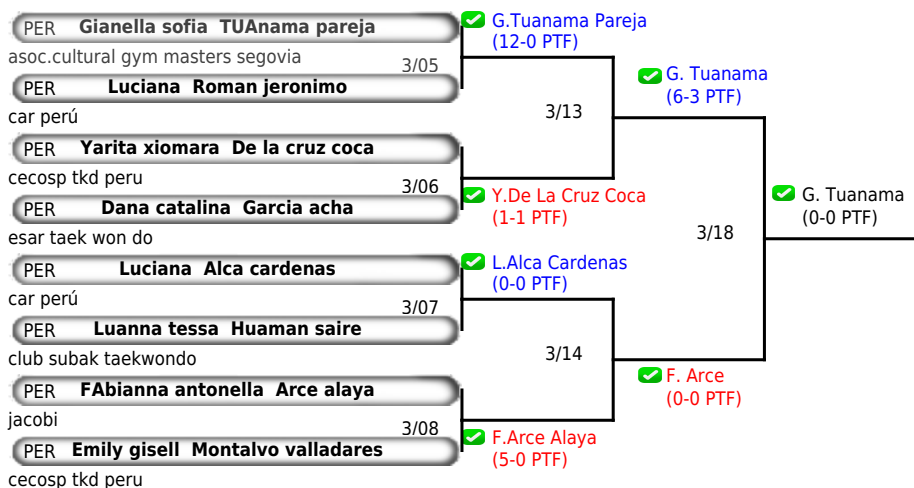 PER Gianella sofia TUAnama pareja
asoc.cultural gym masters segovia
3/05
PER Luciana Roman jeronimo
car perú
PER Yarita xiomara De la cruz coca
cecosp tkd peru
3/06
PER Dana catalina Garcia acha
esar taek won do
PER Luciana Alca cardenas
car perú
3/07
PER Luanna tessa Huaman saire
club subak taekwondo
PER FAbianna antonella Arce alaya
jacobi
3/08
PER Emily gisell Montalvo valladares
cecosp tkd peru
G.Tuanama Pareja
(12-0 PTF)
3/13
Y.De La Cruz Coca
(1-1 PTF)
L.Alca Cardenas
(0-0 PTF)
3/14
F.Arce Alaya
(5-0 PTF)
G. Tuanama
(6-3 PTF)
3/18
F. Arce
(0-0 PTF)
G. Tuanama
(0-0 PTF)